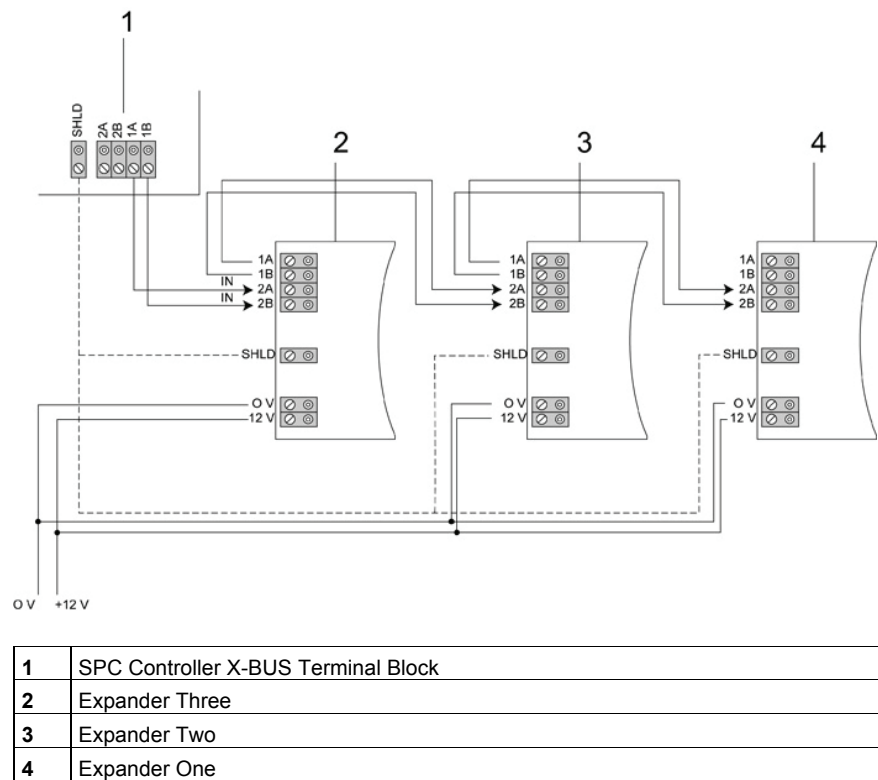 1
SHLD
2A
2B
1A
1B
2
3
4
1A
1B
IN 2A
IN 2B
SHLD
O V
12 V
1A
1B
2A
2B
SHLD
O V
12 V
1A
1B
2A
2B
SHLD
O V
12 V
O V +12 V
1 SPC Controller X-BUS Terminal Block
2 Expander Three
3 Expander Two
4 Expander One